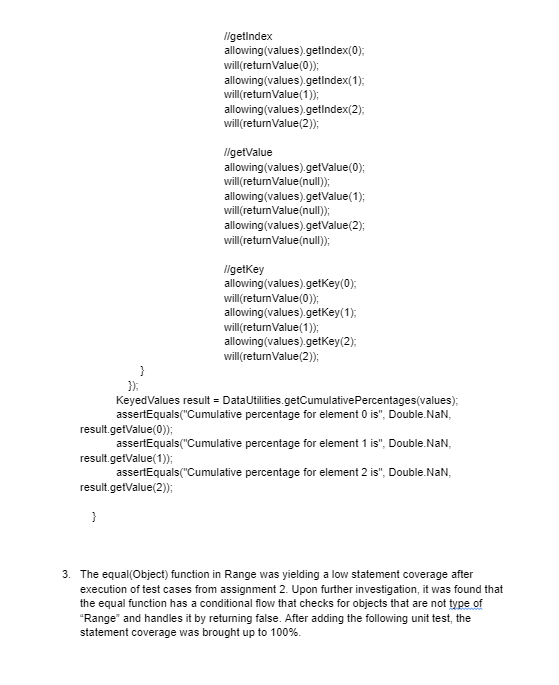 //getIndex
allowing(values).getIndex(0);
will(returnValue(0));
allowing(values).getIndex(1);
will(returnValue(1));
allowing(values).getIndex(2);
will(returnValue(2));
//getValue
allowing(values).getValue(0);
will(returnValue(null));
allowing(values).getValue(1);
will(returnValue(null));
allowing(values).getValue(2);
will(returnValue(null));
//getKey
allowing(values).getKey(0);
will(returnValue(0));
allowing(values).getKey(1);
will(returnValue(1));
allowing(values).getKey(2);
will(returnValue(2));
}
});
KeyedValues result = DataUtilities.getCumulativePercentages(values);
assertEquals("Cumulative percentage for element 0 is", Double.NaN,
result.getValue(0));
assertEquals("Cumulative percentage for element 1 is", Double.NaN,
result.getValue(1));
assertEquals("Cumulative percentage for element 2 is", Double.NaN,
result.getValue(2));
}
3. The equal(Object) function in Range was yielding a low statement coverage after
execution of test cases from assignment 2. Upon further investigation, it was found that
the equal function has a conditional flow that checks for objects that are not type of
"Range" and handles it by returning false. After adding the following unit test, the
statement coverage was brought up to 100%.